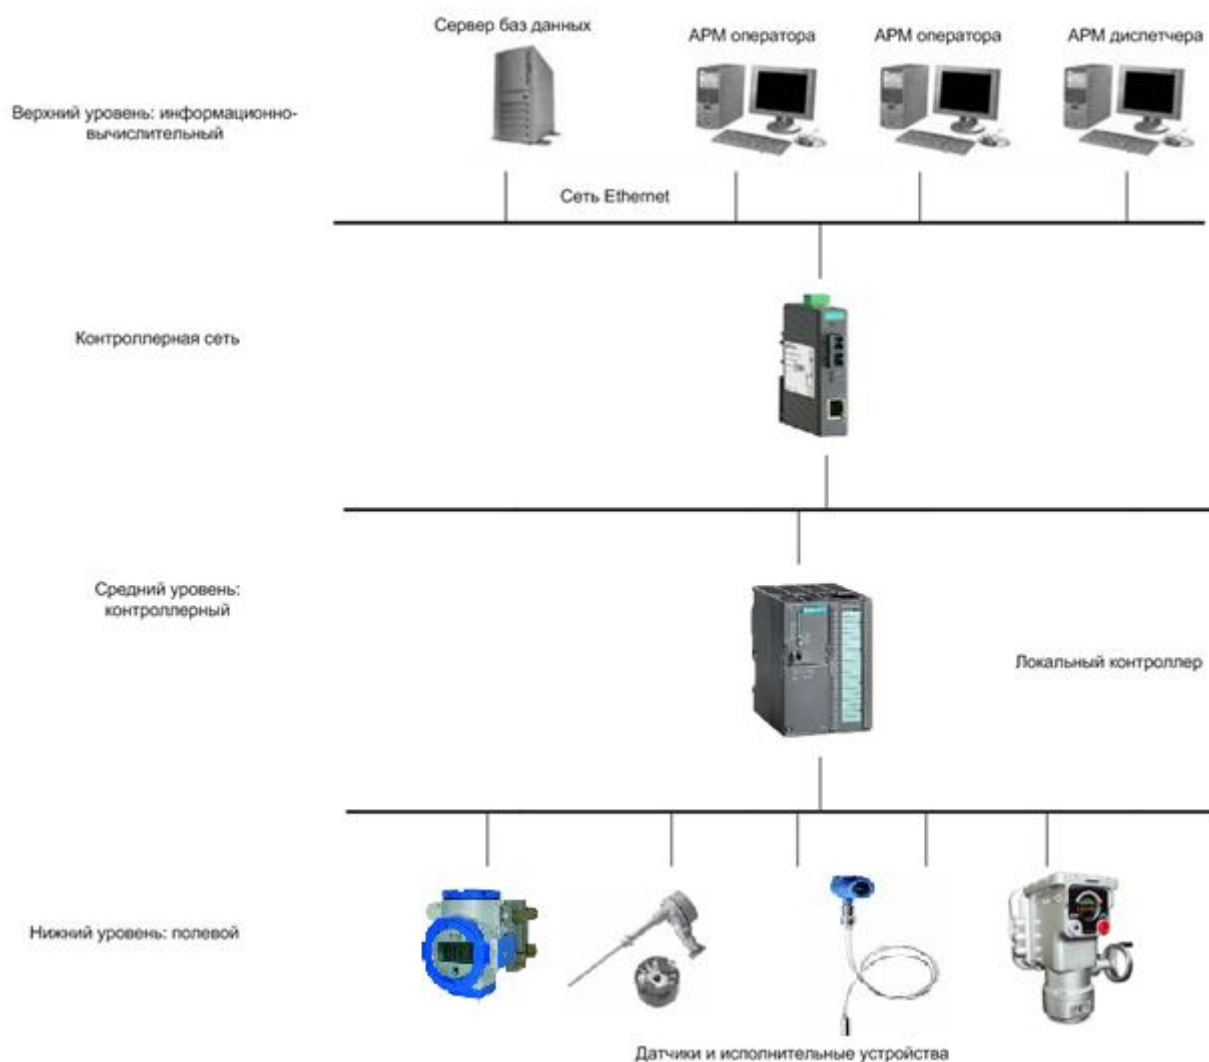 Сервер баз данных
АРМ оператора
АРМ оператора
АРМ диспетчера
Верхний уровень: информационно-
вычислительный
Сеть Ethernet
Контроллерная сеть
Средний уровень:
контроллерный
Локальный контроллер
Нижний уровень: полевой
Датчики и исполнительные устройства